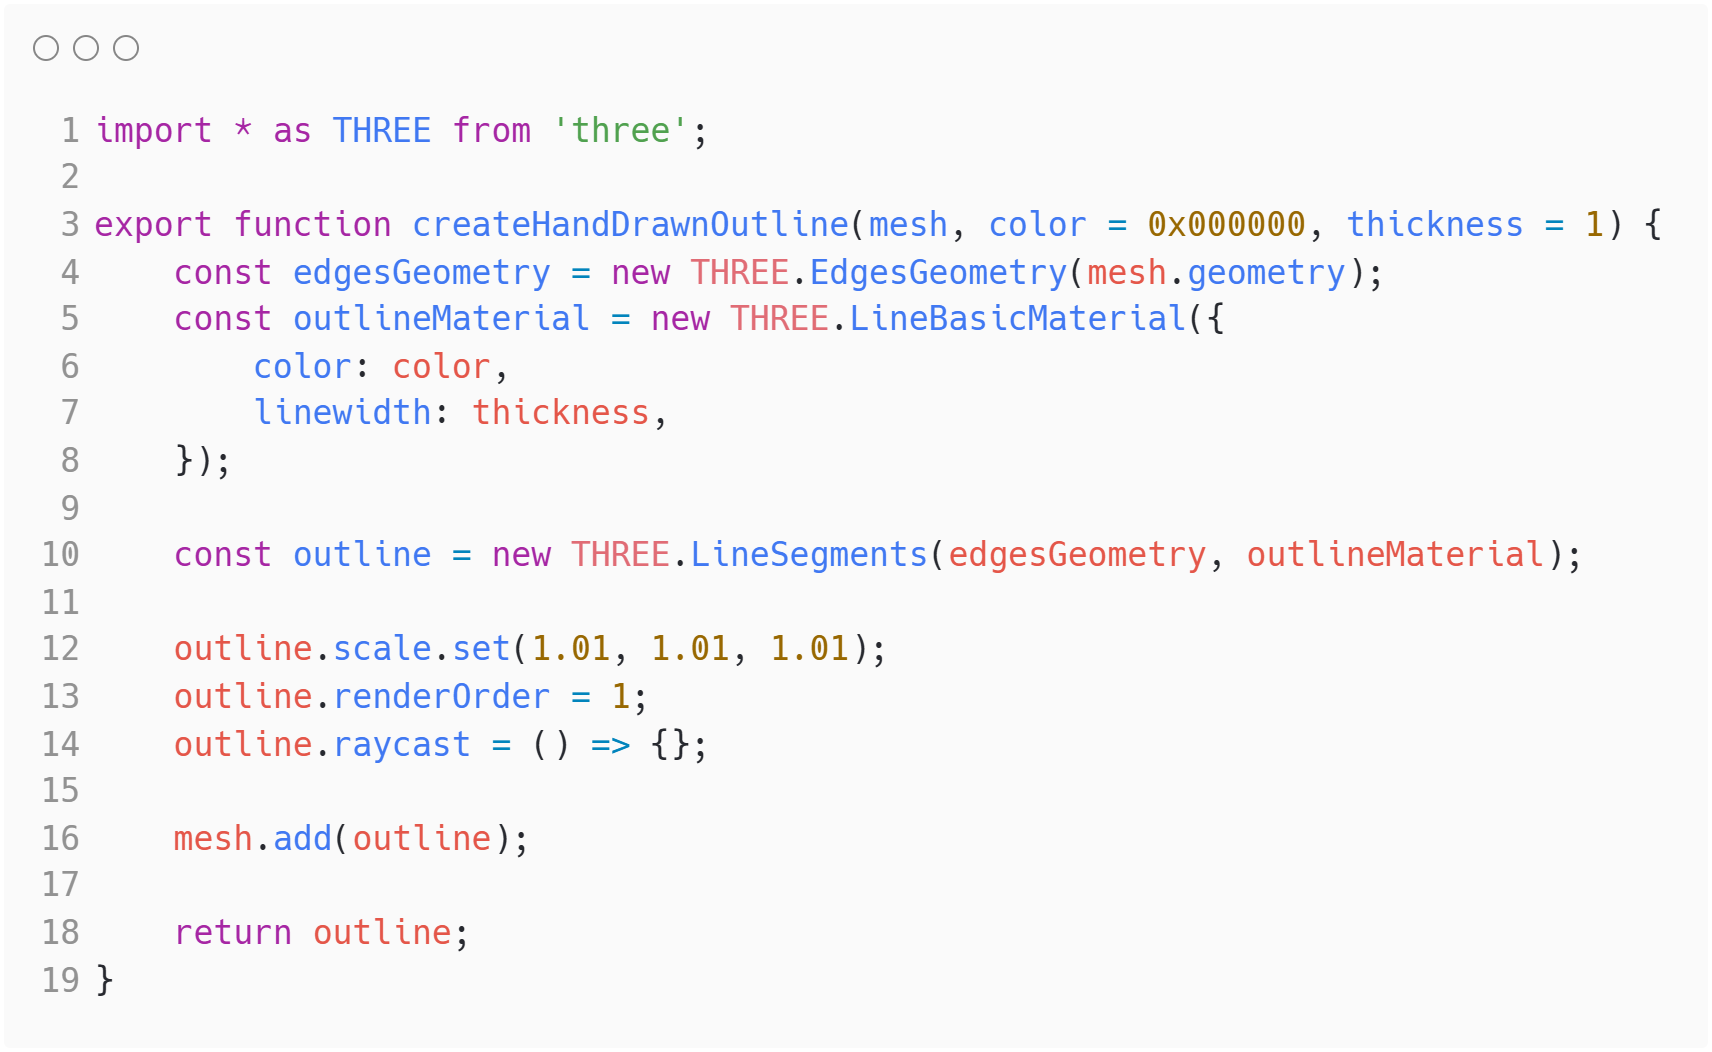 1 import * as THREE from 'three';
2
3 export function createHandDrawnOutline(mesh, color = 0x000000, thickness = 1) {
4     const edgesGeometry = new THREE.EdgesGeometry(mesh.geometry);
5     const outlineMaterial = new THREE.LineBasicMaterial({
6         color: color,
7         linewidth: thickness,
8     });
9
10     const outline = new THREE.LineSegments(edgesGeometry, outlineMaterial);
11
12     outline.scale.set(1.01, 1.01, 1.01);
13     outline.renderOrder = 1;
14     outline.raycast = () => {};
15
16     mesh.add(outline);
17
18     return outline;
19 }